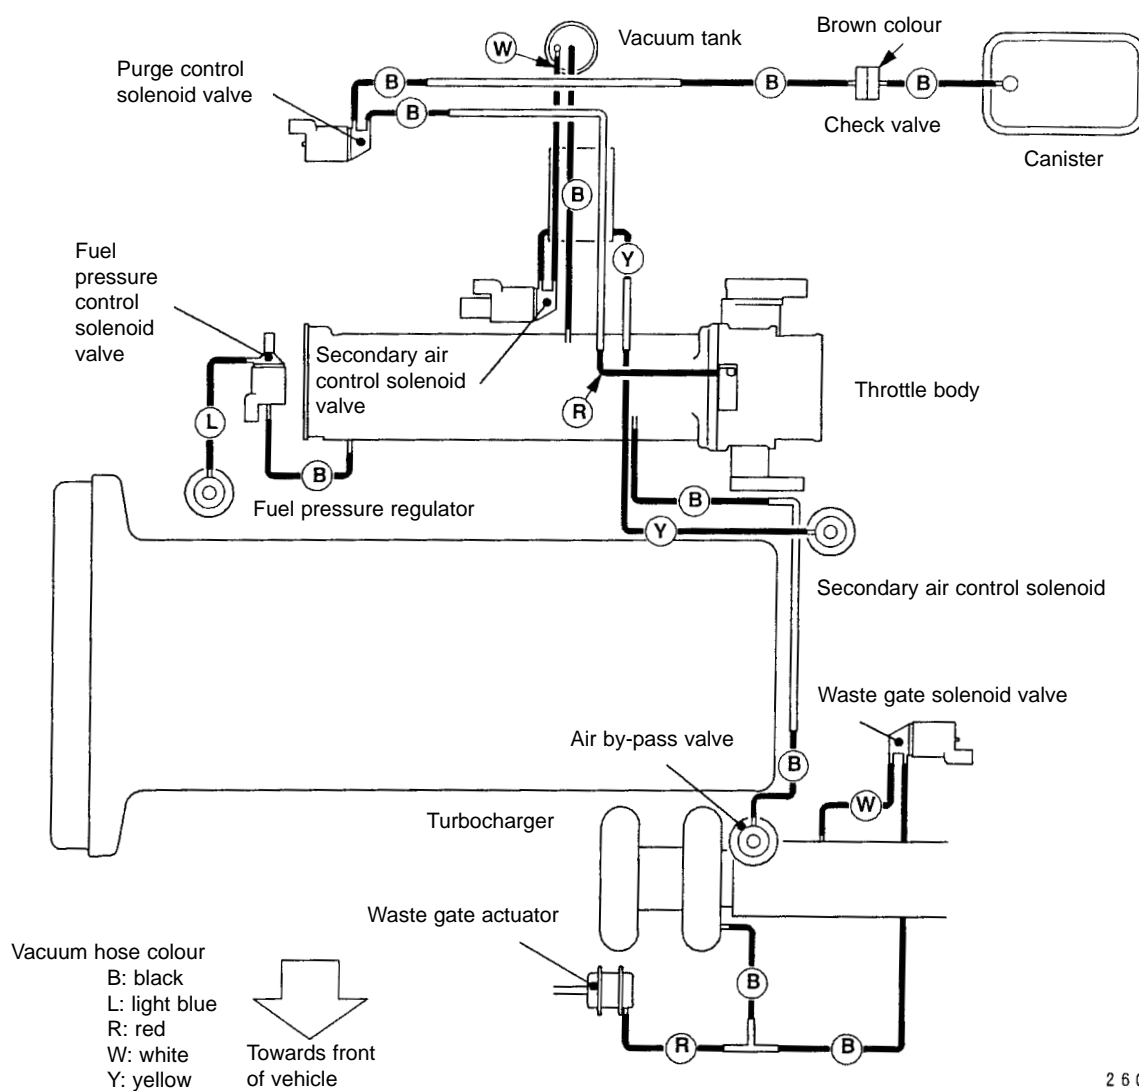 Vacuum tank
Brown colour
W
Purge control
solenoid valve
B
B
B
B
Check valve
Canister
B
Y
Fuel
pressure
control
solenoid
valve
Secondary air
control solenoid
valve
R
Throttle body
L
B
Fuel pressure regulator
B
Y
Secondary air control solenoid
Waste gate solenoid valve
Air by-pass valve
B
W
Turbocharger
Waste gate actuator
B
R
B
Vacuum hose colour
B: black
L: light blue
R: red
W: white
Y: yellow
Towards front
of vehicle